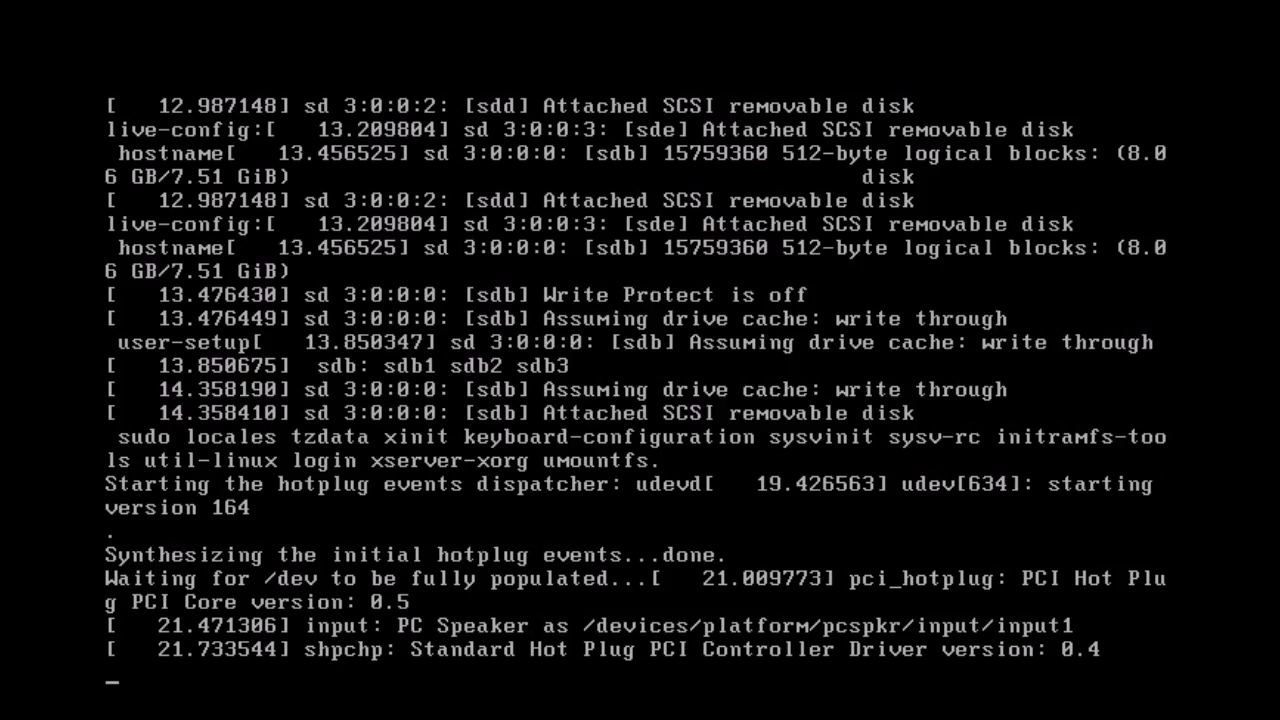 [   12.987148] sd 3:0:0:2: [sdd] Attached SCSI removable disk
live-config:[   13.209804] sd 3:0:0:3: [sde] Attached SCSI removable disk
 hostname[   13.456525] sd 3:0:0:0: [sdb] 15759360 512-byte logical blocks: (8.0
6 GB/7.51 GiB)                                           disk
[   12.987148] sd 3:0:0:2: [sdd] Attached SCSI removable disk
live-config:[   13.209804] sd 3:0:0:3: [sde] Attached SCSI removable disk
 hostname[   13.456525] sd 3:0:0:0: [sdb] 15759360 512-byte logical blocks: (8.0
6 GB/7.51 GiB)
[   13.476430] sd 3:0:0:0: [sdb] Write Protect is off
[   13.476449] sd 3:0:0:0: [sdb] Assuming drive cache: write through
 user-setup[   13.850347] sd 3:0:0:0: [sdb] Assuming drive cache: write through
[   13.850675]  sdb: sdb1 sdb2 sdb3
[   14.358190] sd 3:0:0:0: [sdb] Assuming drive cache: write through
[   14.358410] sd 3:0:0:0: [sdb] Attached SCSI removable disk
 sudo locales tzdata xinit keyboard-configuration sysvinit sysv-rc initramfs-too
ls util-linux login xserver-xorg umountfs.
Starting the hotplug events dispatcher: udevd[   19.426563] udev[634]: starting
version 164
.
Synthesizing the initial hotplug events...done.
Waiting for /dev to be fully populated...[   21.009773] pci_hotplug: PCI Hot Plu
g PCI Core version: 0.5
[   21.471306] input: PC Speaker as /devices/platform/pcspkr/input/input1
[   21.733544] shpchp: Standard Hot Plug PCI Controller Driver version: 0.4
_